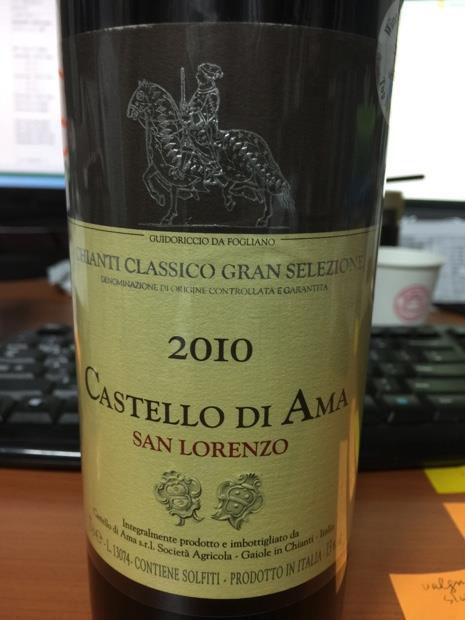 GUIDORICCIO DA FOGLIANO
CHIANTI CLASSICO GRAN SELEZIONE
DENOMINAZIONE DI ORIGINE CONTROLLATA E GARANTITA
2010
CASTELLO DI AMA
SAN LORENZO
Integralmente prodotto e imbottigliato da
Castello di Ama s.r.l. Società Agricola - Gaiole in Chianti - Italia
L. 13074 - CONTIENE SOLFITI - PRODOTTO IN ITALIA